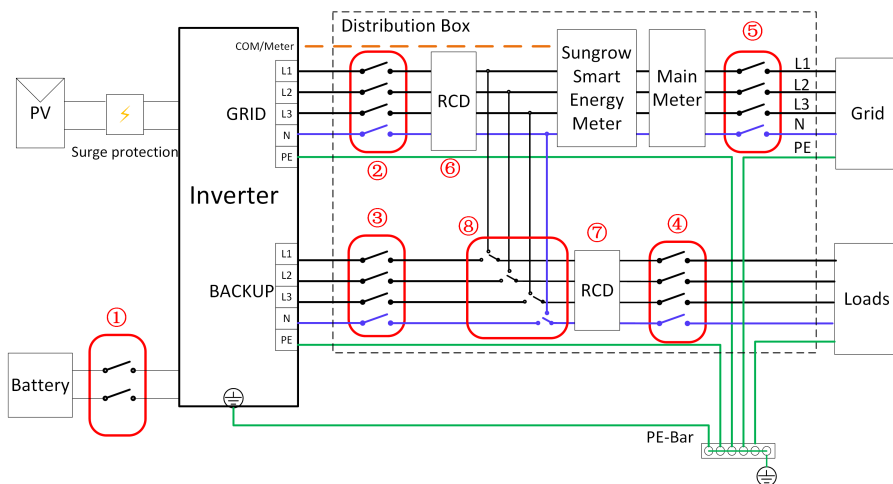 Distribution Box
⑤
COM/Meter
L1
L2
L3
N
PE
GRID
PV
Surge protection
②
RCD
⑥
Sungrow
Smart
Energy
Meter
Main
Meter
L1
L2
L3
N
PE
Grid
Inverter
③
⑧
⑦
④
L1
L2
L3
N
PE
BACKUP
RCD
Loads
①
Battery
PE-Bar